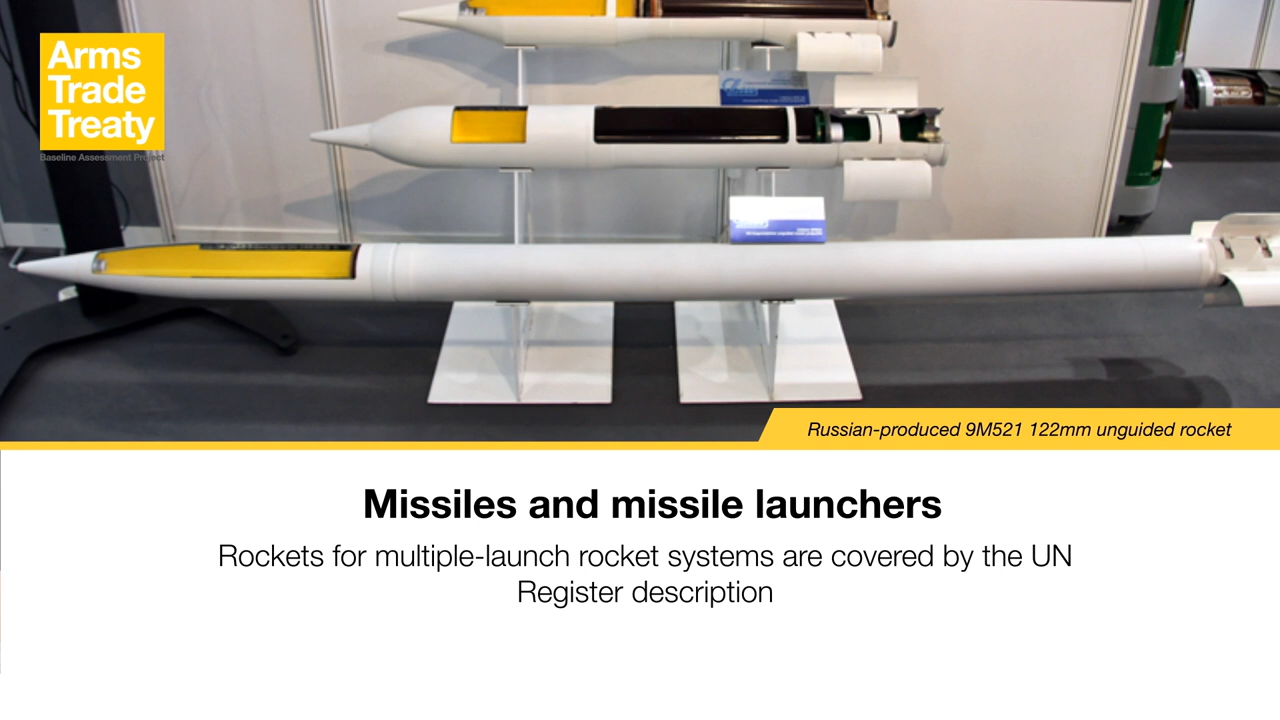 Arms
Trade
Treaty
Baseline Assessment Project
Russian-produced 9M521 122mm unguided rocket
Missiles and missile launchers
Rockets for multiple-launch rocket systems are covered by the UN
Register description